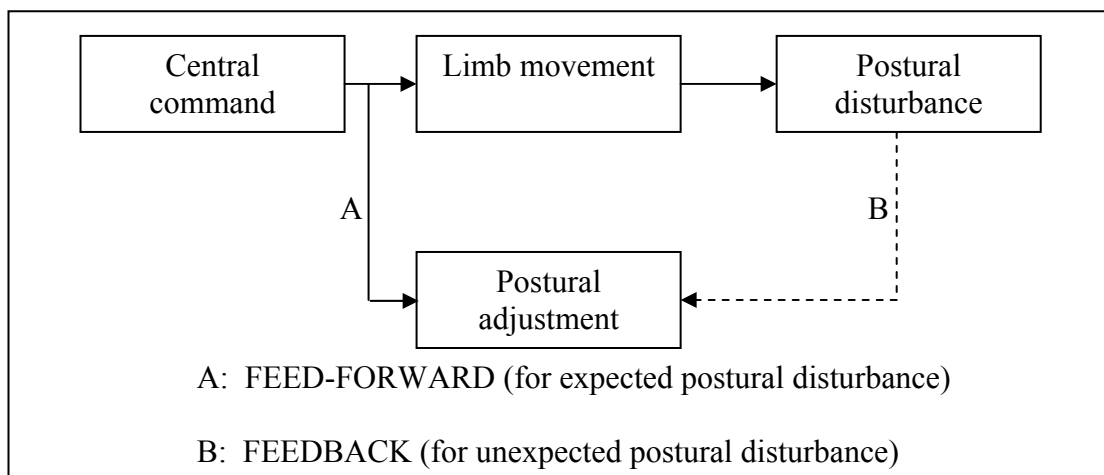 Central
command
Limb movement
Postural
disturbance
A
B
Postural
adjustment
A: FEED-FORWARD (for expected postural disturbance)
B: FEEDBACK (for unexpected postural disturbance)